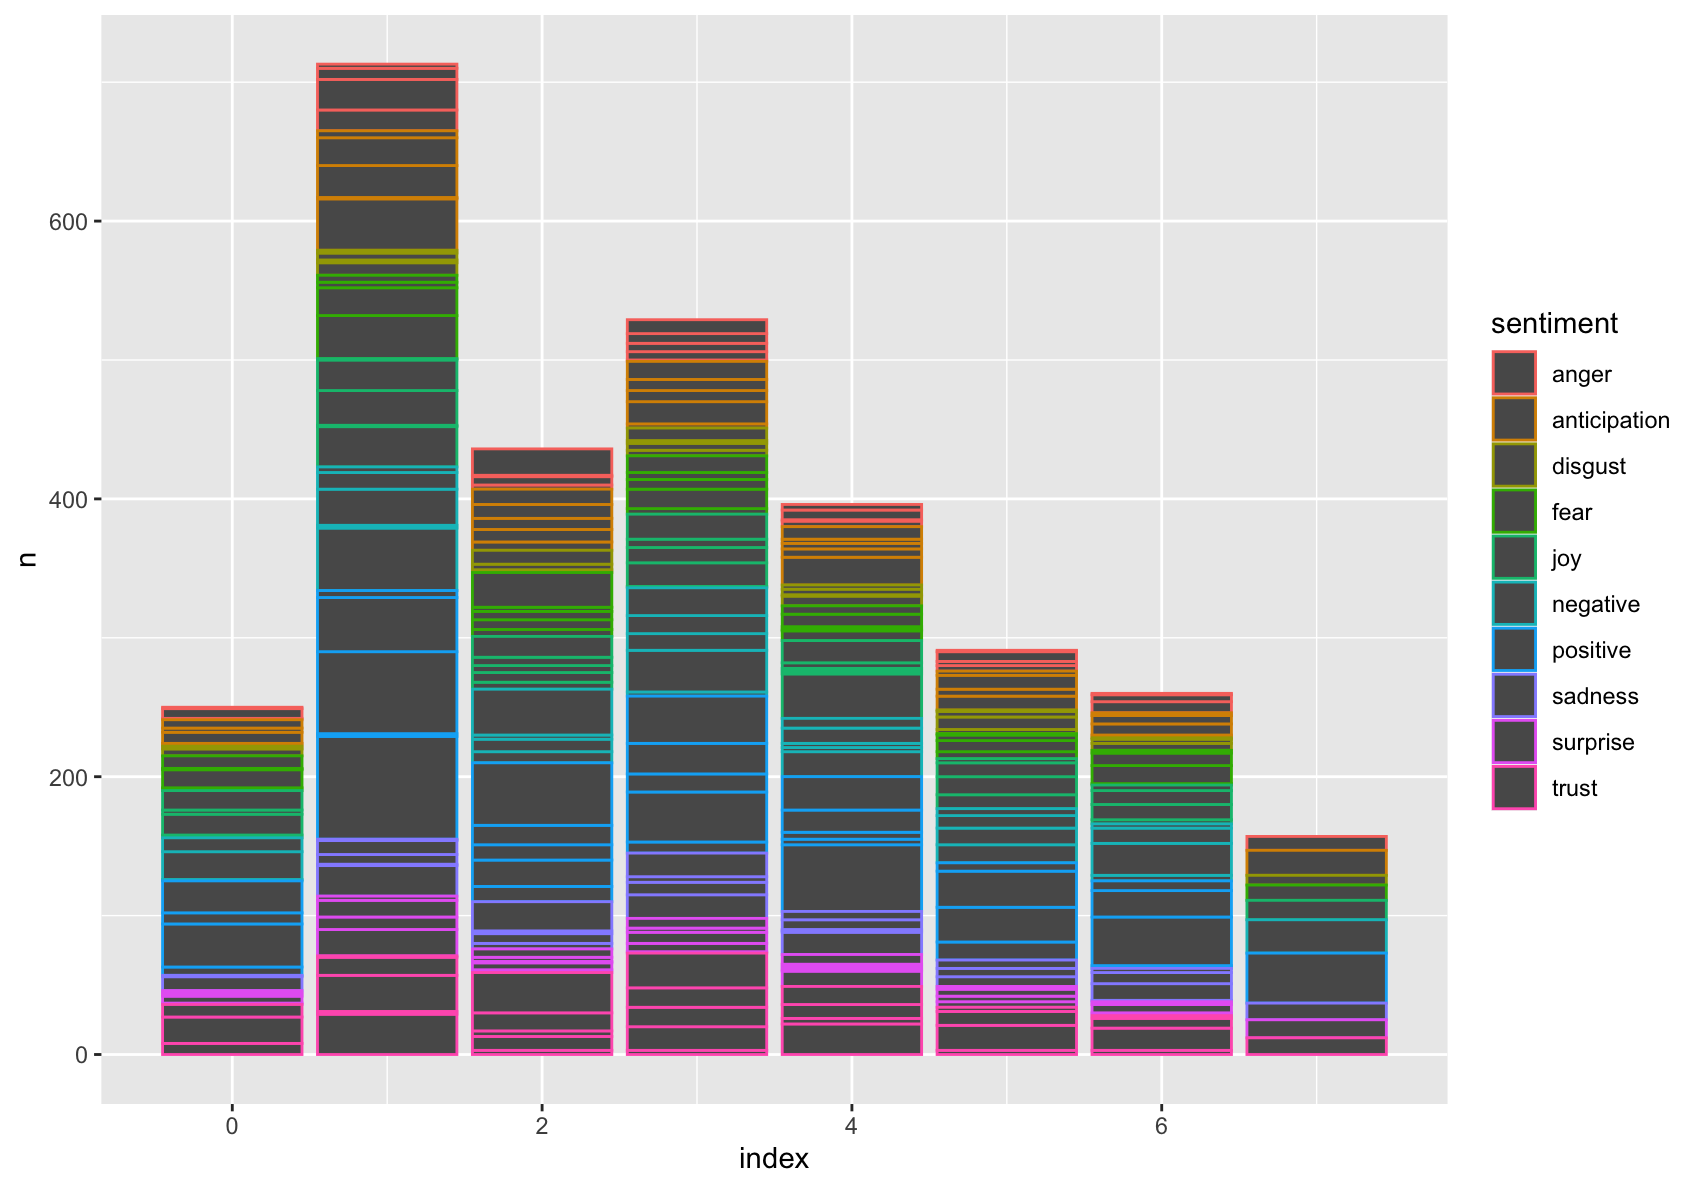 n
600
400
200
0
0 2 4 6
index
sentiment
anger
anticipation
disgust
fear
joy
negative
positive
sadness
surprise
trust